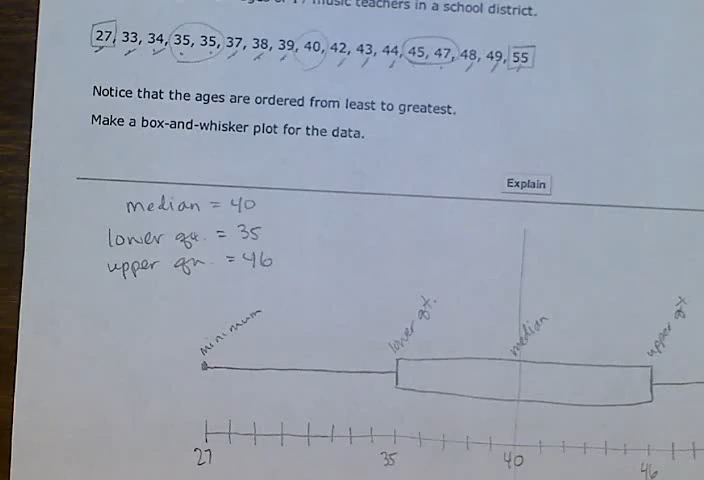 music teachers in a school district.
27, 33, 34, 35, 35, 37, 38, 39, 40, 42, 43, 44, 45, 47, 48, 49, 55
Notice that the ages are ordered from least to greatest.
Make a box-and-whisker plot for the data.
Explain
median = 40
lower qu. = 35
upper qu. = 46
minimum
lower
median
upper
27 35 40 46